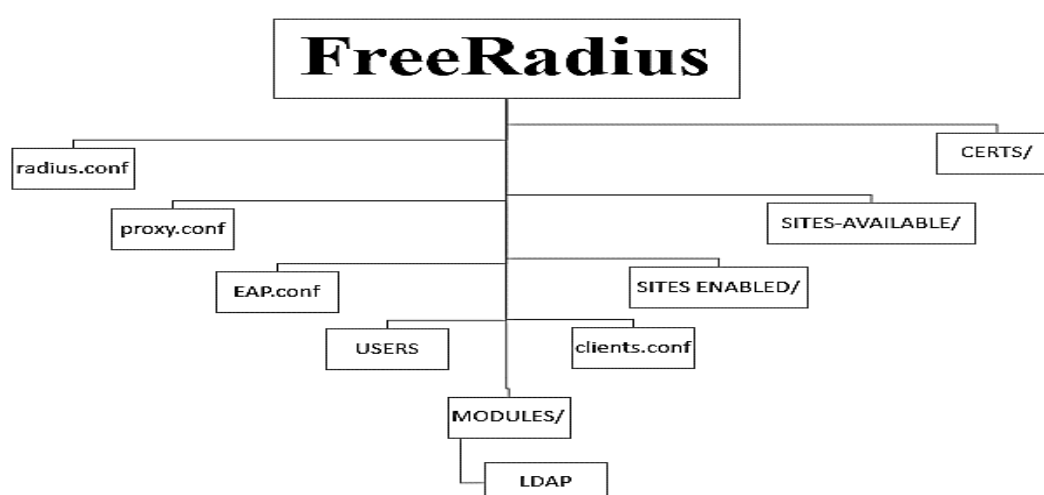 FreeRadius
radius.conf
CERTS/
proxy.conf
SITES-AVAILABLE/
EAP.conf
SITES ENABLED/
USERS
clients.conf
MODULES/
LDAP